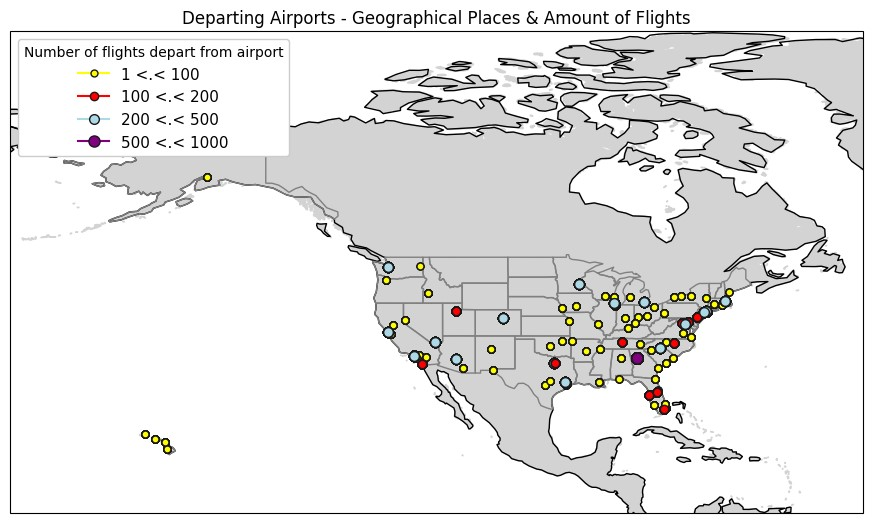 Departing Airports - Geographical Places & Amount of Flights
Number of flights depart from airport
1 <.< 100
100 <.< 200
200 <.< 500
500 <.< 1000